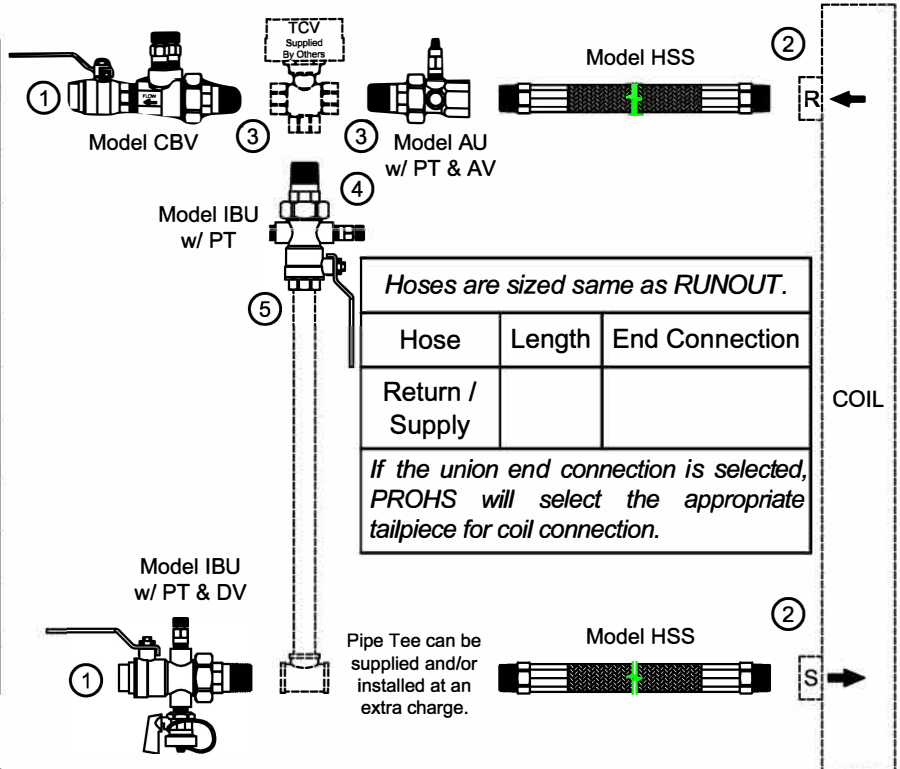 TCV
Supplied
By Others
Model HSS
2
1
FLOW
R
Model CBV
3
3
Model AU
w/ PT & AV
4
Model IBU
w/ PT
5
Hoses are sized same as RUNOUT.
Hose Length End Connection
Return /
Supply
COIL
If the union end connection is selected,
PROHS will select the appropriate
tailpiece for coil connection.
Model IBU
w/ PT & DV
2
Pipe Tee can be
supplied and/or
installed at an
extra charge.
Model HSS
1
S